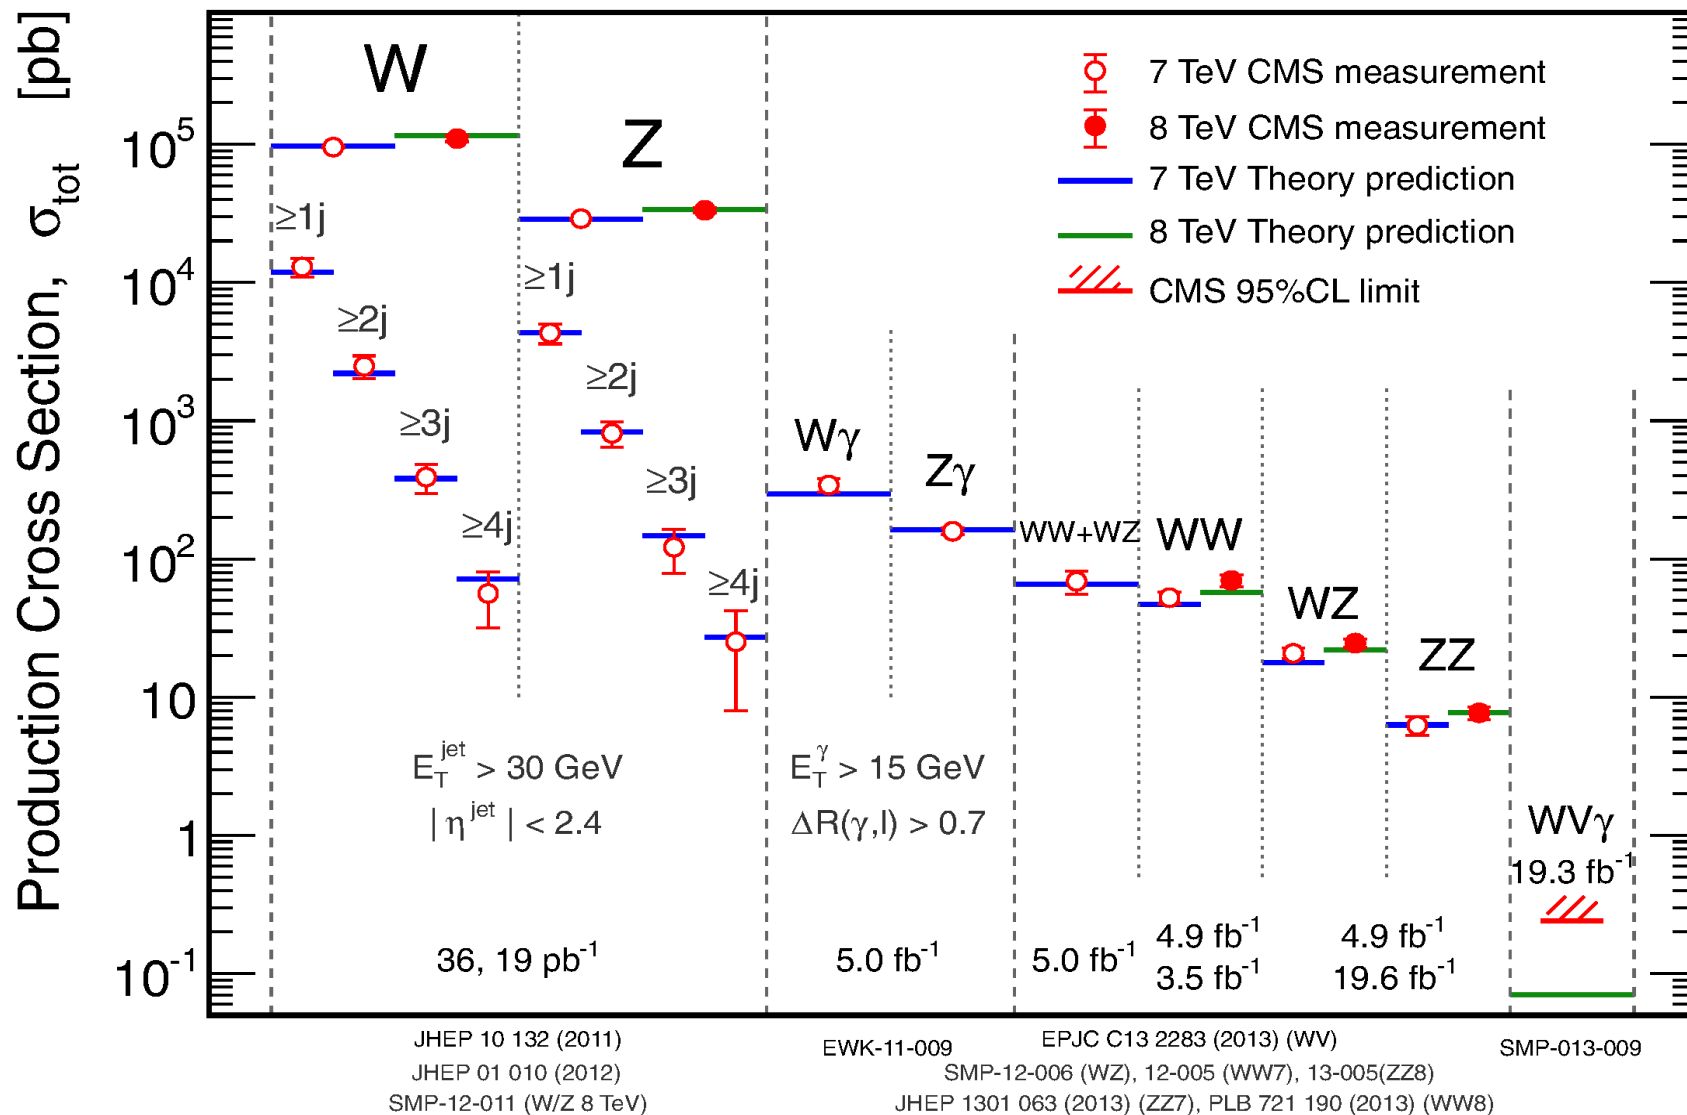 Production Cross Section, σtot [pb]
10^5
10^4
10^3
10^2
10
1
10^-1
W
Z
≥1j
≥2j
≥3j
≥4j
≥1j
≥2j
≥3j
≥4j
7 TeV CMS measurement
8 TeV CMS measurement
7 TeV Theory prediction
8 TeV Theory prediction
CMS 95%CL limit
Wγ
Zγ
WW+WZ
WW
WZ
ZZ
WVγ
19.3 fb^-1
E_T^jet > 30 GeV
|η^jet| < 2.4
E_T^γ > 15 GeV
ΔR(γ,l) > 0.7
36, 19 pb^-1
5.0 fb^-1
5.0 fb^-1
4.9 fb^-1
3.5 fb^-1
4.9 fb^-1
19.6 fb^-1
JHEP 10 132 (2011)
JHEP 01 010 (2012)
SMP-12-011 (W/Z 8 TeV)
EWK-11-009
EPJC C13 2283 (2013) (WV)
SMP-12-006 (WZ), 12-005 (WW7), 13-005(ZZ8)
JHEP 1301 063 (2013) (ZZ7), PLB 721 190 (2013) (WW8)
SMP-013-009